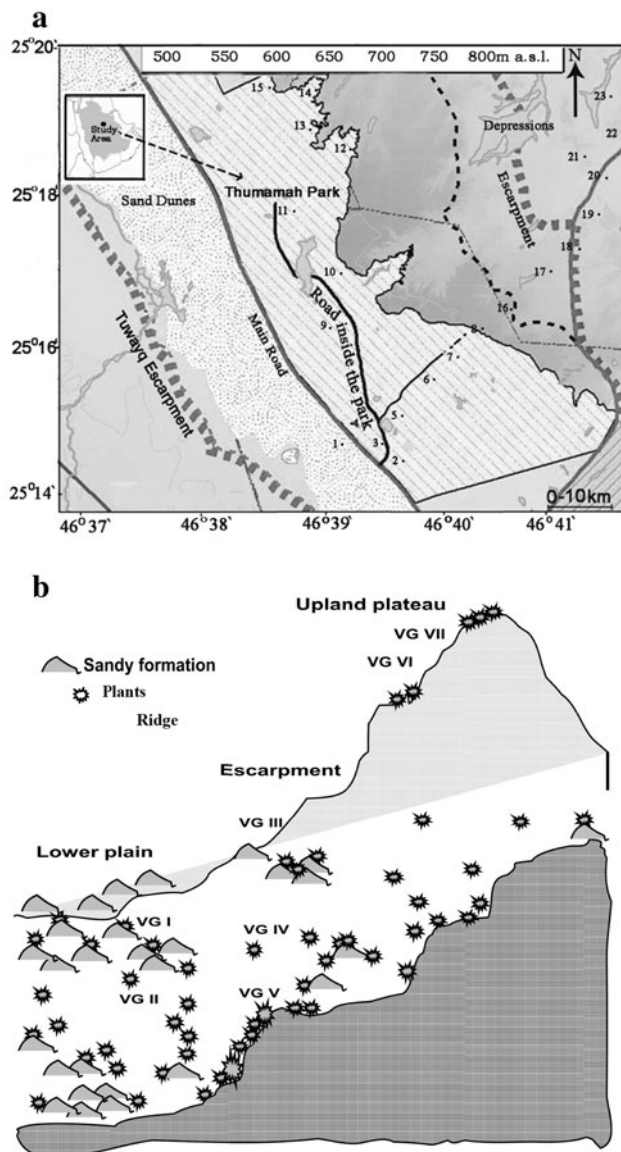 a
500 550 600 650 700 750 800m a.s.l.
25°20'
25°18'
25°16'
25°14'
46°37' 46°38' 46°39' 46°40' 46°41'
N
Study
Area
15
14
13
12
Thumamah Park
11
10
9
Sand Dunes
Main Road
Road inside the park
Tuwayq Escarpment
Depressions
Escarpment
23
22
21
20
19
18
17
16
8
7
6
5
3
2
1
0-10km
b
Upland plateau
VG VII
VG VI
Sandy formation
Plants
Ridge
Escarpment
VG III
Lower plain
VG I
VG IV
VG II
VG V